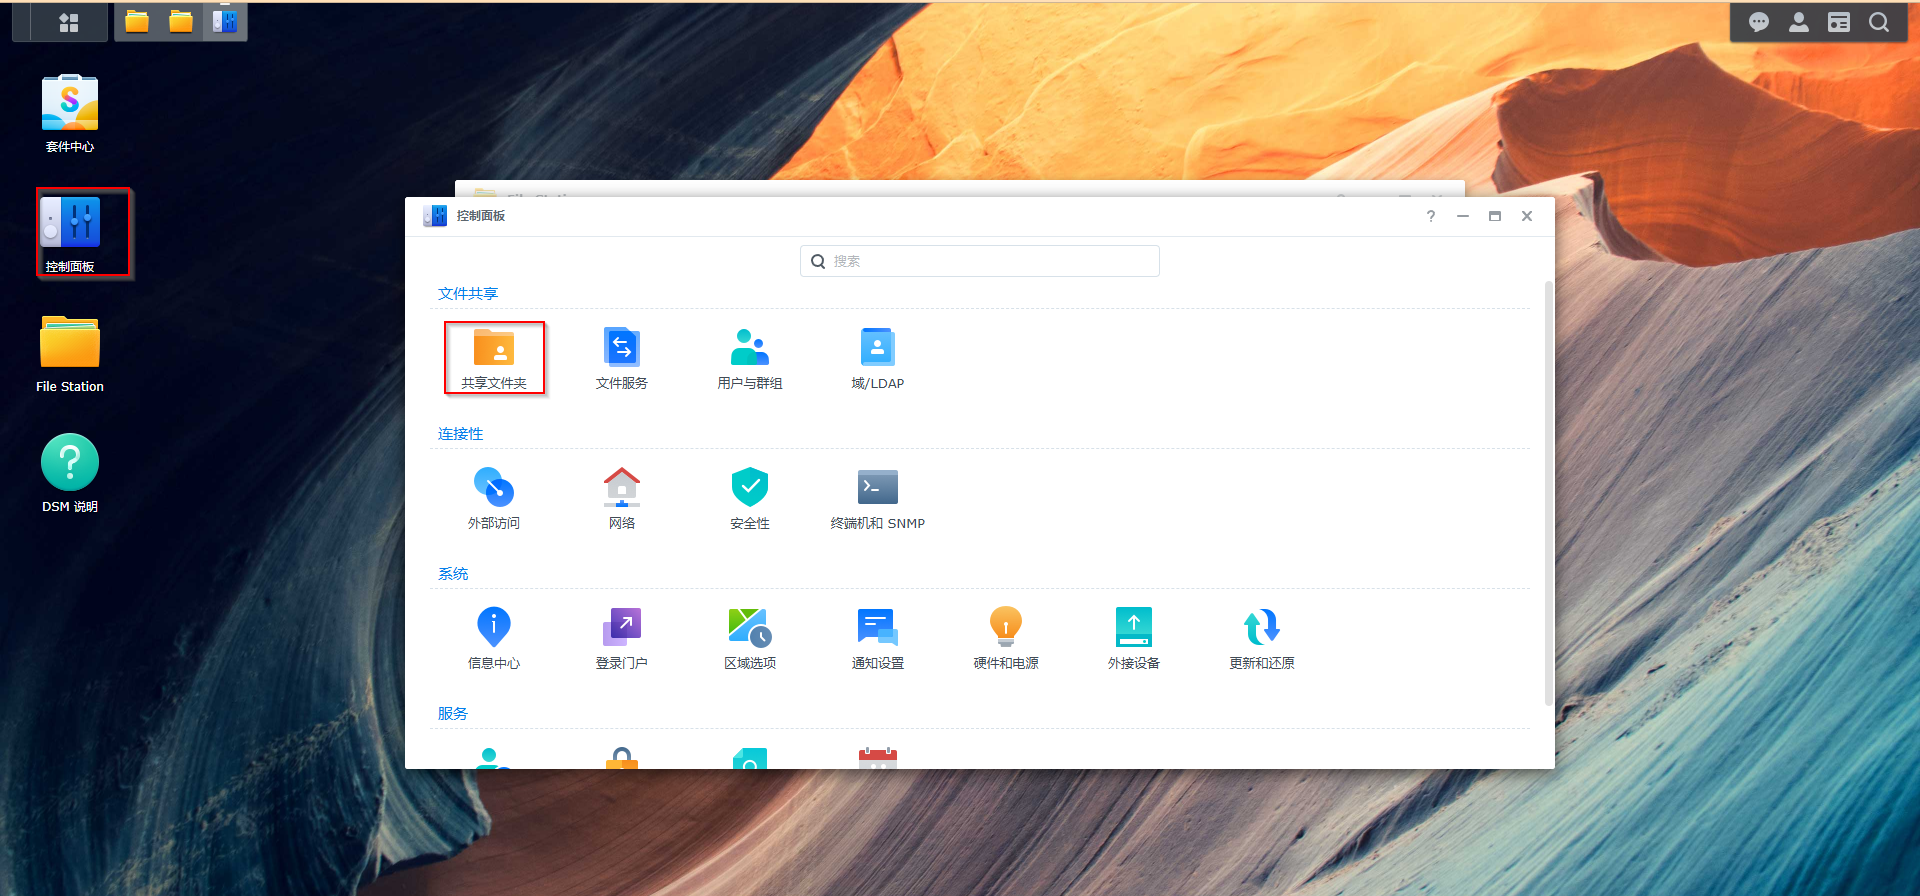 套件中心
控制面板
File Station
DSM 说明
控制面板
搜索
文件共享
共享文件夹
文件服务
用户与群组
域/LDAP
连接性
外部访问
网络
安全性
终端机和 SNMP
系统
信息中心
登录门户
区域选项
通知设置
硬件和电源
外接设备
更新和还原
服务